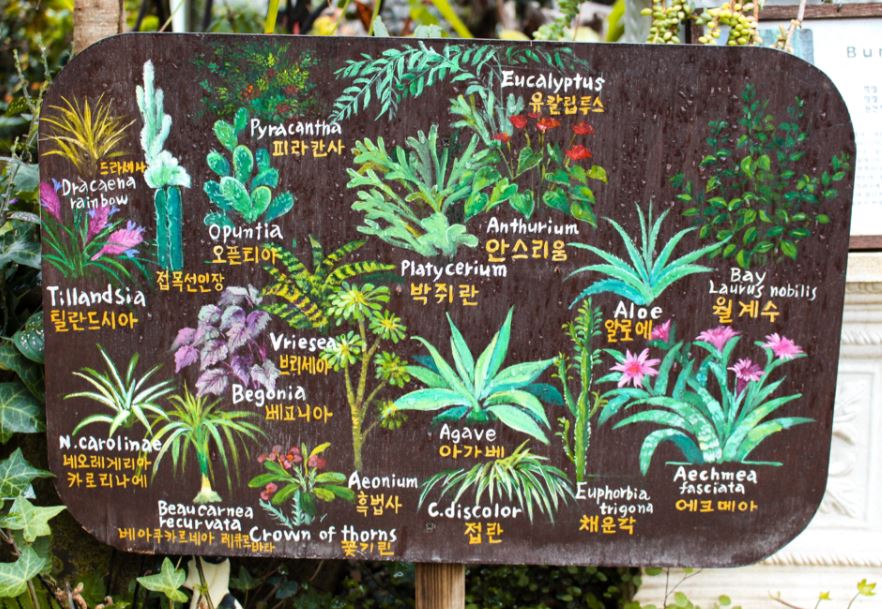 Eucalyptus
유칼립투스
Pyracantha
피라칸사
드라세나
Dracaena
rainbow
Opuntia
오픈티아
Anthurium
안스리움
Platycerium
박쥐란
접목선인장
Tillandsia
틸란드시아
Bay
Laurus nobilis
월계수
Aloe
알로에
Vriesea
브리세아
Begonia
베고니아
N.carolinae
네오레게리아
카로티나에
Agave
아가베
Aeonium
흑법사
Aechmea
fasciata
에크메아
Euphorbia
trigona
채운각
C.discolor
접란
Beaucarnea
recurvata
베아쿠카르네아 레큐르바타
Crown of thorns
꽃기린
Bur